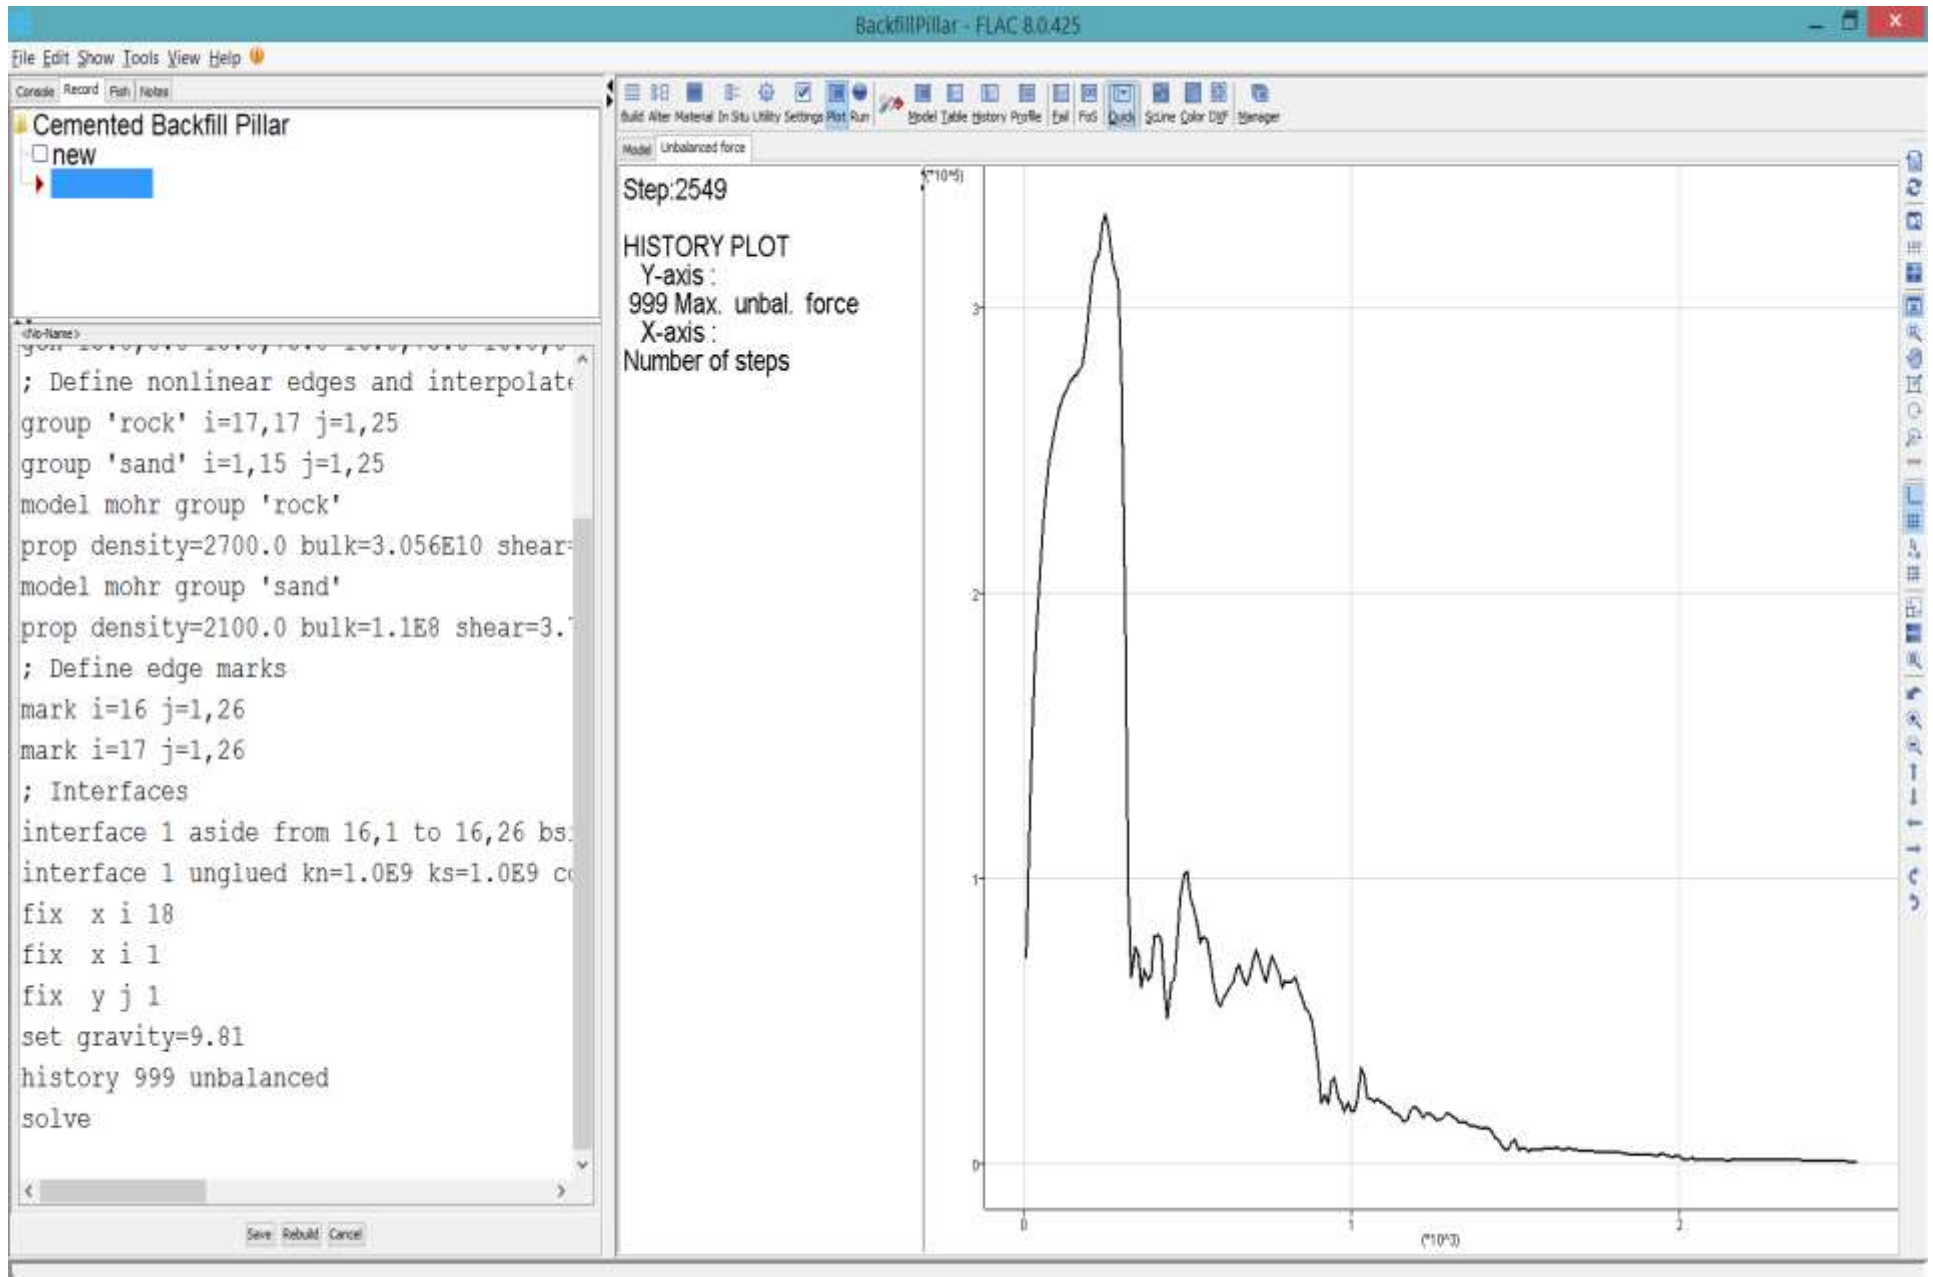 BackfillPillar - FLAC 8.0.425
File Edit Show Tools View Help
Console Record Fish Notes
Cemented Backfill Pillar
new
<No-Name>
; Define nonlinear edges and interpolate
group 'rock' i=17,17 j=1,25
group 'sand' i=1,15 j=1,25
model mohr group 'rock'
prop density=2700.0 bulk=3.056E10 shear=
model mohr group 'sand'
prop density=2100.0 bulk=1.1E8 shear=3.
; Define edge marks
mark i=16 j=1,26
mark i=17 j=1,26
; Interfaces
interface 1 aside from 16,1 to 16,26
interface 1 unglued kn=1.0E9 ks=1.0E9
fix x i 18
fix x i 1
fix y j 1
set gravity=9.81
history 999 unbalanced
solve
Save Rebuild Cancel
Build Alter Material In Situ Utility Settings Plot Run Model Table History Profile Fail FoS Quick ScLine Color DXF Manager
Model Unbalanced force
Step:2549
HISTORY PLOT
Y-axis :
999 Max. unbal. force
X-axis :
Number of steps
(*10^5)
3
2
1
0
0 1 2
(*10^3)